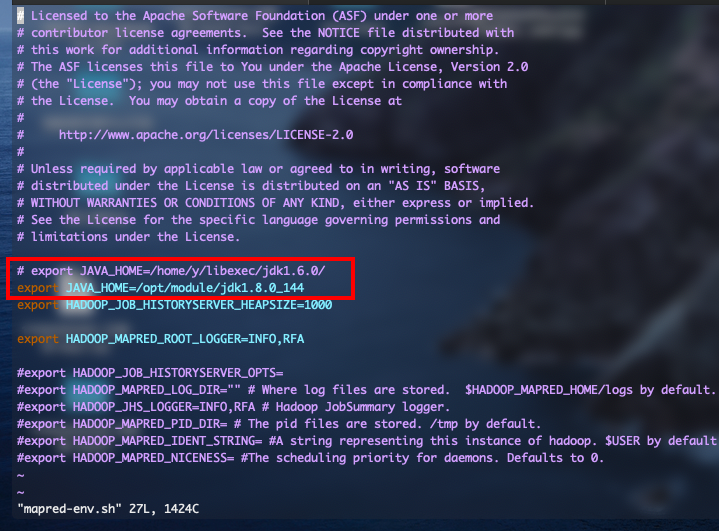 # Licensed to the Apache Software Foundation (ASF) under one or more
# contributor license agreements.  See the NOTICE file distributed with
# this work for additional information regarding copyright ownership.
# The ASF licenses this file to You under the Apache License, Version 2.0
# (the "License"); you may not use this file except in compliance with
# the License.  You may obtain a copy of the License at
#
#     http://www.apache.org/licenses/LICENSE-2.0
#
# Unless required by applicable law or agreed to in writing, software
# distributed under the License is distributed on an "AS IS" BASIS,
# WITHOUT WARRANTIES OR CONDITIONS OF ANY KIND, either express or implied.
# See the License for the specific language governing permissions and
# limitations under the License.

# export JAVA_HOME=/home/y/libexec/jdk1.6.0/
export JAVA_HOME=/opt/module/jdk1.8.0_144
export HADOOP_JOB_HISTORYSERVER_HEAPSIZE=1000

export HADOOP_MAPRED_ROOT_LOGGER=INFO,RFA

#export HADOOP_JOB_HISTORYSERVER_OPTS=
#export HADOOP_MAPRED_LOG_DIR="" # Where log files are stored.  $HADOOP_MAPRED_HOME/logs by default.
#export HADOOP_JHS_LOGGER=INFO,RFA # Hadoop JobSummary logger.
#export HADOOP_MAPRED_PID_DIR= # The pid files are stored. /tmp by default.
#export HADOOP_MAPRED_IDENT_STRING= #A string representing this instance of hadoop. $USER by default
#export HADOOP_MAPRED_NICENESS= #The scheduling priority for daemons. Defaults to 0.
~
~
"mapred-env.sh" 27L, 1424C